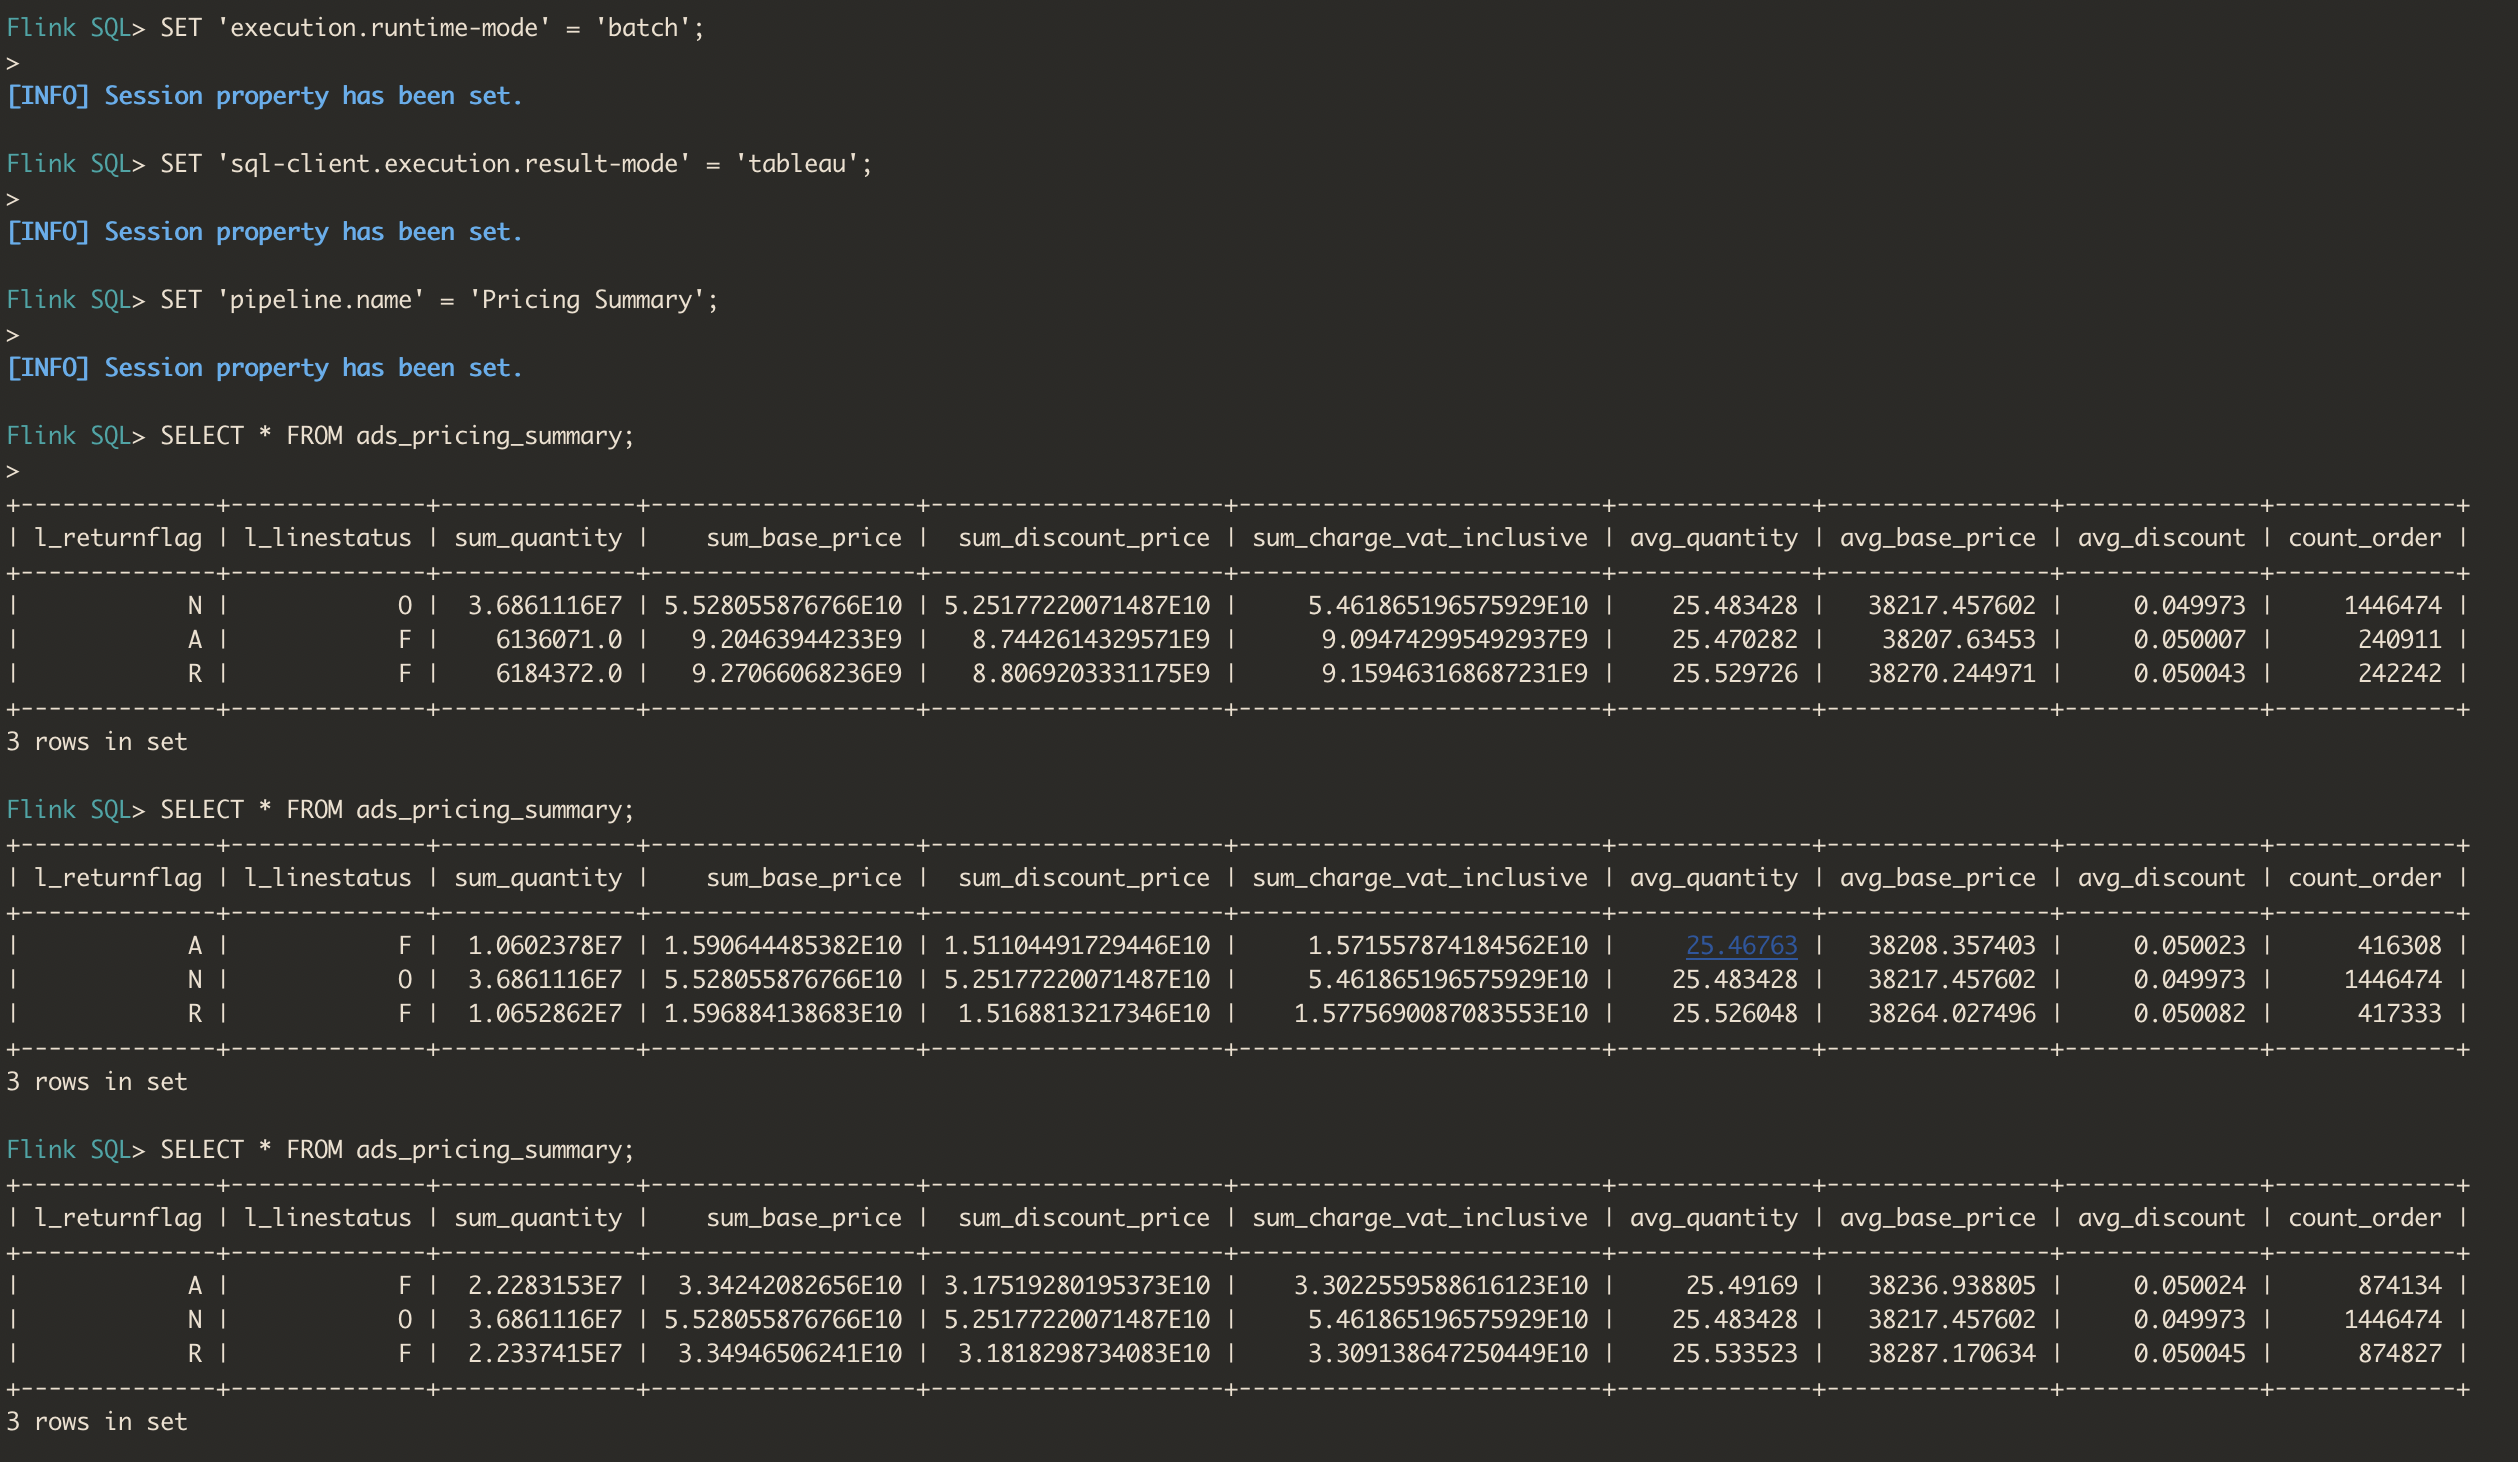 Flink SQL> SET 'execution.runtime-mode' = 'batch';
>
[INFO] Session property has been set.
Flink SQL> SET 'sql-client.execution.result-mode' = 'tableau';
>
[INFO] Session property has been set.
Flink SQL> SET 'pipeline.name' = 'Pricing Summary';
>
[INFO] Session property has been set.
Flink SQL> SELECT * FROM ads_pricing_summary;
>
+--------------+--------------+--------------+-------------------+---------------------+--------------------------+--------------+----------------+--------------+-------------+
| l_returnflag | l_linestatus | sum_quantity |    sum_base_price |  sum_discount_price | sum_charge_vat_inclusive | avg_quantity | avg_base_price | avg_discount | count_order |
+--------------+--------------+--------------+-------------------+---------------------+--------------------------+--------------+----------------+--------------+-------------+
|            N |            O |  3.6861116E7 | 5.528055876766E10 | 5.25177220071487E10 |     5.461865196575929E10 |    25.483428 |   38217.457602 |     0.049973 |     1446474 |
|            A |            F |    6136071.0 |   9.20463944233E9 |   8.7442614329571E9 |      9.094742995492937E9 |    25.470282 |    38207.63453 |     0.050007 |      240911 |
|            R |            F |    6184372.0 |   9.27066068236E9 |   8.8069203331175E9 |      9.159463168687231E9 |    25.529726 |   38270.244971 |     0.050043 |      242242 |
+--------------+--------------+--------------+-------------------+---------------------+--------------------------+--------------+----------------+--------------+-------------+
3 rows in set
Flink SQL> SELECT * FROM ads_pricing_summary;
+--------------+--------------+--------------+-------------------+---------------------+--------------------------+--------------+----------------+--------------+-------------+
| l_returnflag | l_linestatus | sum_quantity |    sum_base_price |  sum_discount_price | sum_charge_vat_inclusive | avg_quantity | avg_base_price | avg_discount | count_order |
+--------------+--------------+--------------+-------------------+---------------------+--------------------------+--------------+----------------+--------------+-------------+
|            A |            F |  1.0602378E7 | 1.590644485382E10 | 1.51104491729446E10 |     1.571557874184562E10 |     25.46763 |   38208.357403 |     0.050023 |      416308 |
|            N |            O |  3.6861116E7 | 5.528055876766E10 | 5.25177220071487E10 |     5.461865196575929E10 |    25.483428 |   38217.457602 |     0.049973 |     1446474 |
|            R |            F |  1.0652862E7 | 1.596884138683E10 |  1.5168813217346E10 |    1.5775690087083553E10 |    25.526048 |   38264.027496 |     0.050082 |      417333 |
+--------------+--------------+--------------+-------------------+---------------------+--------------------------+--------------+----------------+--------------+-------------+
3 rows in set
Flink SQL> SELECT * FROM ads_pricing_summary;
+--------------+--------------+--------------+-------------------+---------------------+--------------------------+--------------+----------------+--------------+-------------+
| l_returnflag | l_linestatus | sum_quantity |    sum_base_price |  sum_discount_price | sum_charge_vat_inclusive | avg_quantity | avg_base_price | avg_discount | count_order |
+--------------+--------------+--------------+-------------------+---------------------+--------------------------+--------------+----------------+--------------+-------------+
|            A |            F |  2.2283153E7 |  3.34242082656E10 | 3.17519280195373E10 |    3.3022559588616123E10 |     25.49169 |   38236.938805 |     0.050024 |      874134 |
|            N |            O |  3.6861116E7 | 5.528055876766E10 | 5.25177220071487E10 |     5.461865196575929E10 |    25.483428 |   38217.457602 |     0.049973 |     1446474 |
|            R |            F |  2.2337415E7 |  3.34946506241E10 |  3.1818298734083E10 |     3.309138647250449E10 |    25.533523 |   38287.170634 |     0.050045 |      874827 |
+--------------+--------------+--------------+-------------------+---------------------+--------------------------+--------------+----------------+--------------+-------------+
3 rows in set